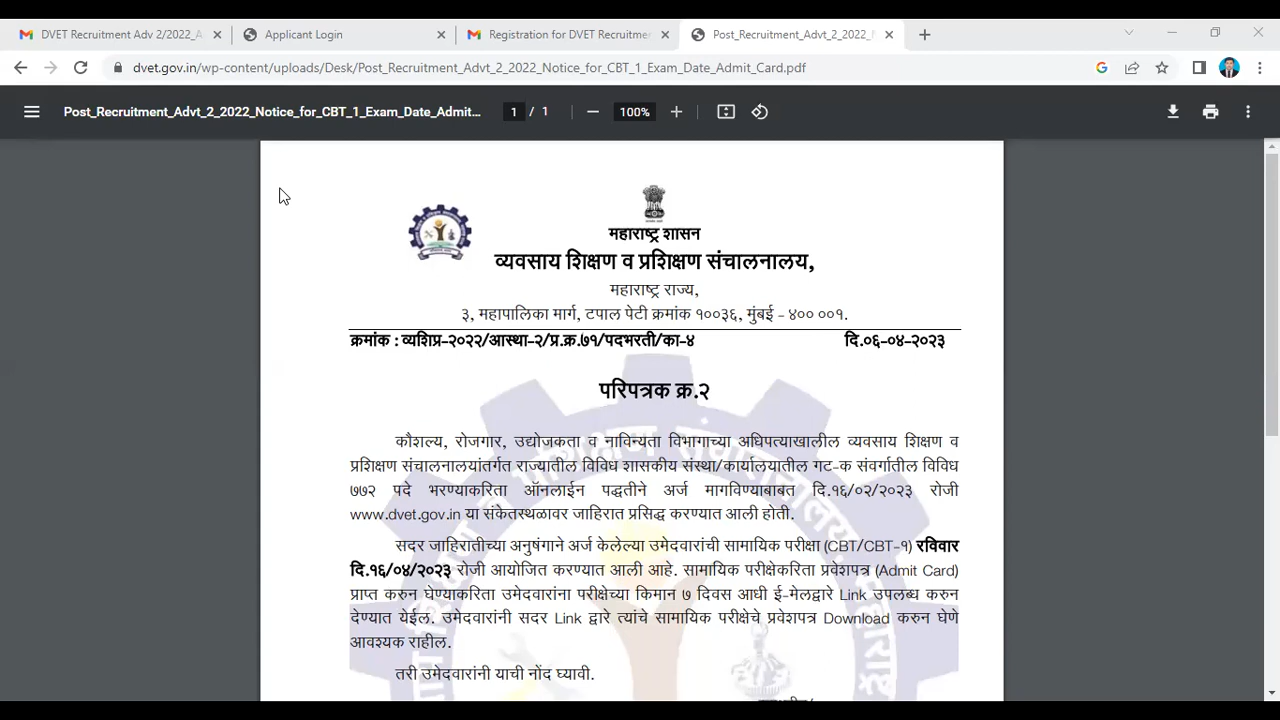 DVET Recruitment Adv 2/2022_A
Applicant Login
Registration for DVET Recruitmen
Post_Recruitment_Advt_2_2022_N
dvet.gov.in/wp-content/uploads/Desk/Post_Recruitment_Advt_2_2022_Notice_for_CBT_1_Exam_Date_Admit_Card.pdf
Post_Recruitment_Advt_2_2022_Notice_for_CBT_1_Exam_Date_Admit...
1 / 1
100%
महाराष्ट्र शासन
व्यवसाय शिक्षण व प्रशिक्षण संचालनालय,
महाराष्ट्र राज्य,
३, महापालिका मार्ग, टपाल पेटी क्रमांक १००३६, मुंबई - ४०० ००१.
क्रमांक : व्यशिप्र-२०२२/आस्था-२/प्र.क्र.७१/पदभरती/का-४ दि.०६-०४-२०२३
परिपत्रक क्र.२
कौशल्य, रोजगार, उद्योजकता व नाविन्यता विभागाच्या अधिपत्याखालील व्यवसाय शिक्षण व
प्रशिक्षण संचालनालयांतर्गत राज्यातील विविध शासकीय संस्था/कार्यालयातील गट-क संवर्गातील विविध
७७२ पदे भरण्याकरिता ऑनलाईन पद्धतीने अर्ज मागविण्याबाबत दि.१६/०२/२०२३ रोजी
www.dvet.gov.in या संकेतस्थळावर जाहिरात प्रसिद्ध करण्यात आली होती.
सदर जाहिरातीच्या अनुषंगाने अर्ज केलेल्या उमेदवारांची सामायिक परीक्षा (CBT/CBT-१) रविवार
दि.१६/०४/२०२३ रोजी आयोजित करण्यात आली आहे. सामायिक परीक्षेकरिता प्रवेशपत्र (Admit Card)
प्राप्त करुन घेण्याकरिता उमेदवारांना परीक्षेच्या किमान ७ दिवस आधी ई-मेलद्वारे Link उपलब्ध करुन
देण्यात येईल. उमेदवारांनी सदर Link द्वारे त्यांचे सामायिक परीक्षेचे प्रवेशपत्र Download करुन घेणे
आवश्यक राहील.
तरी उमेदवारांनी याची नोंद घ्यावी.